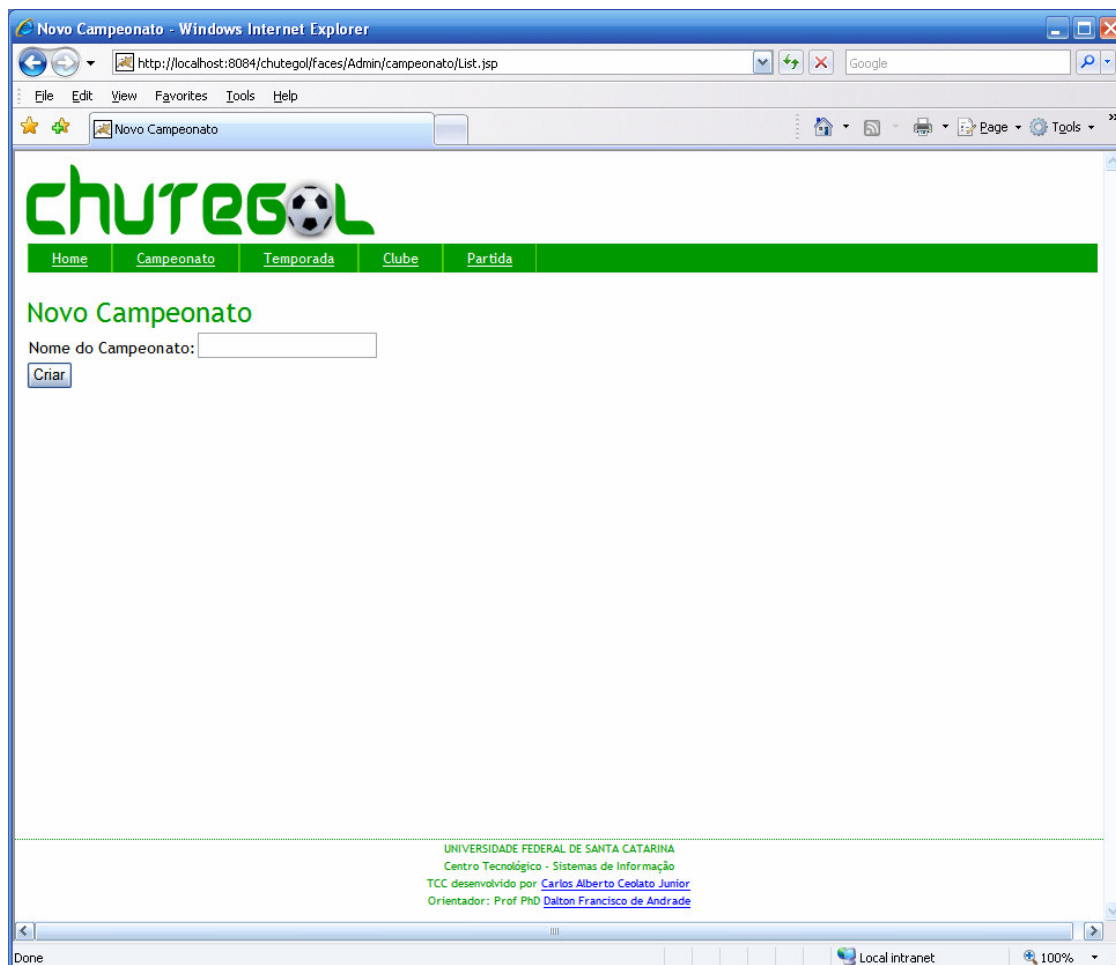 Novo Campeonato - Windows Internet Explorer
http://localhost:8084/chutegol/faces/Admin/campeonato/List.jsp
Google
File Edit View Favorites Tools Help
Novo Campeonato
Page Tools »
chutegol
Home Campeonato Temporada Clube Partida
Novo Campeonato
Nome do Campeonato:
Criar
UNIVERSIDADE FEDERAL DE SANTA CATARINA
Centro Tecnológico - Sistemas de Informação
TCC desenvolvido por Carlos Alberto Ceolato Junior
Orientador: Prof PhD Dalton Francisco de Andrade
Done Local intranet 100%